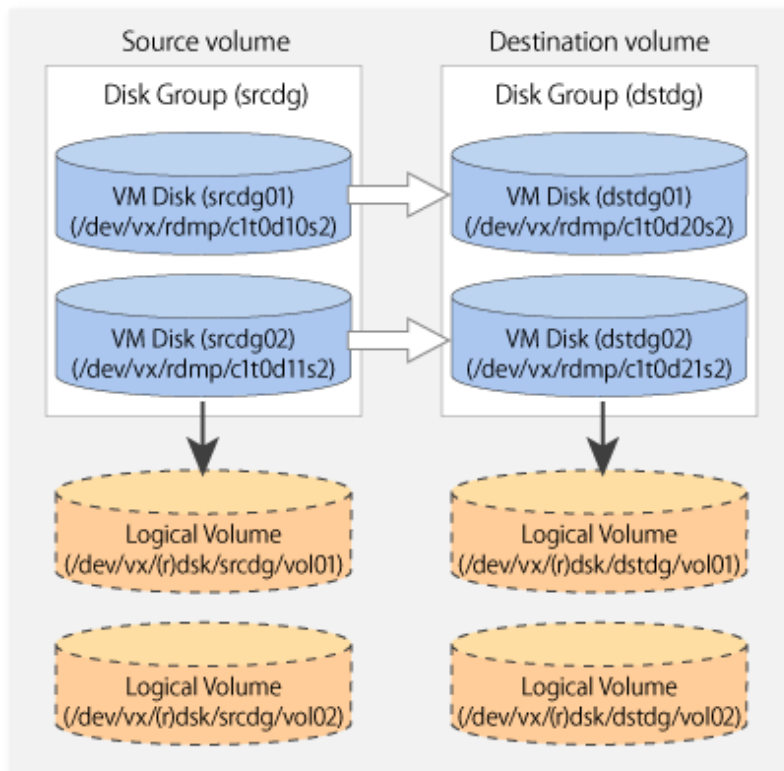 Source volume
Destination volume
Disk Group (srcdg)
Disk Group (dstdg)
VM Disk (srcdg01)
(/dev/vx/rdmp/c1t0d10s2)
VM Disk (dstdg01)
(/dev/vx/rdmp/c1t0d20s2)
VM Disk (srcdg02)
(/dev/vx/rdmp/c1t0d11s2)
VM Disk (dstdg02)
(/dev/vx/rdmp/c1t0d21s2)
Logical Volume
(/dev/vx/(r)dsk/srcdg/vol01)
Logical Volume
(/dev/vx/(r)dsk/dstdg/vol01)
Logical Volume
(/dev/vx/(r)dsk/srcdg/vol02)
Logical Volume
(/dev/vx/(r)dsk/dstdg/vol02)